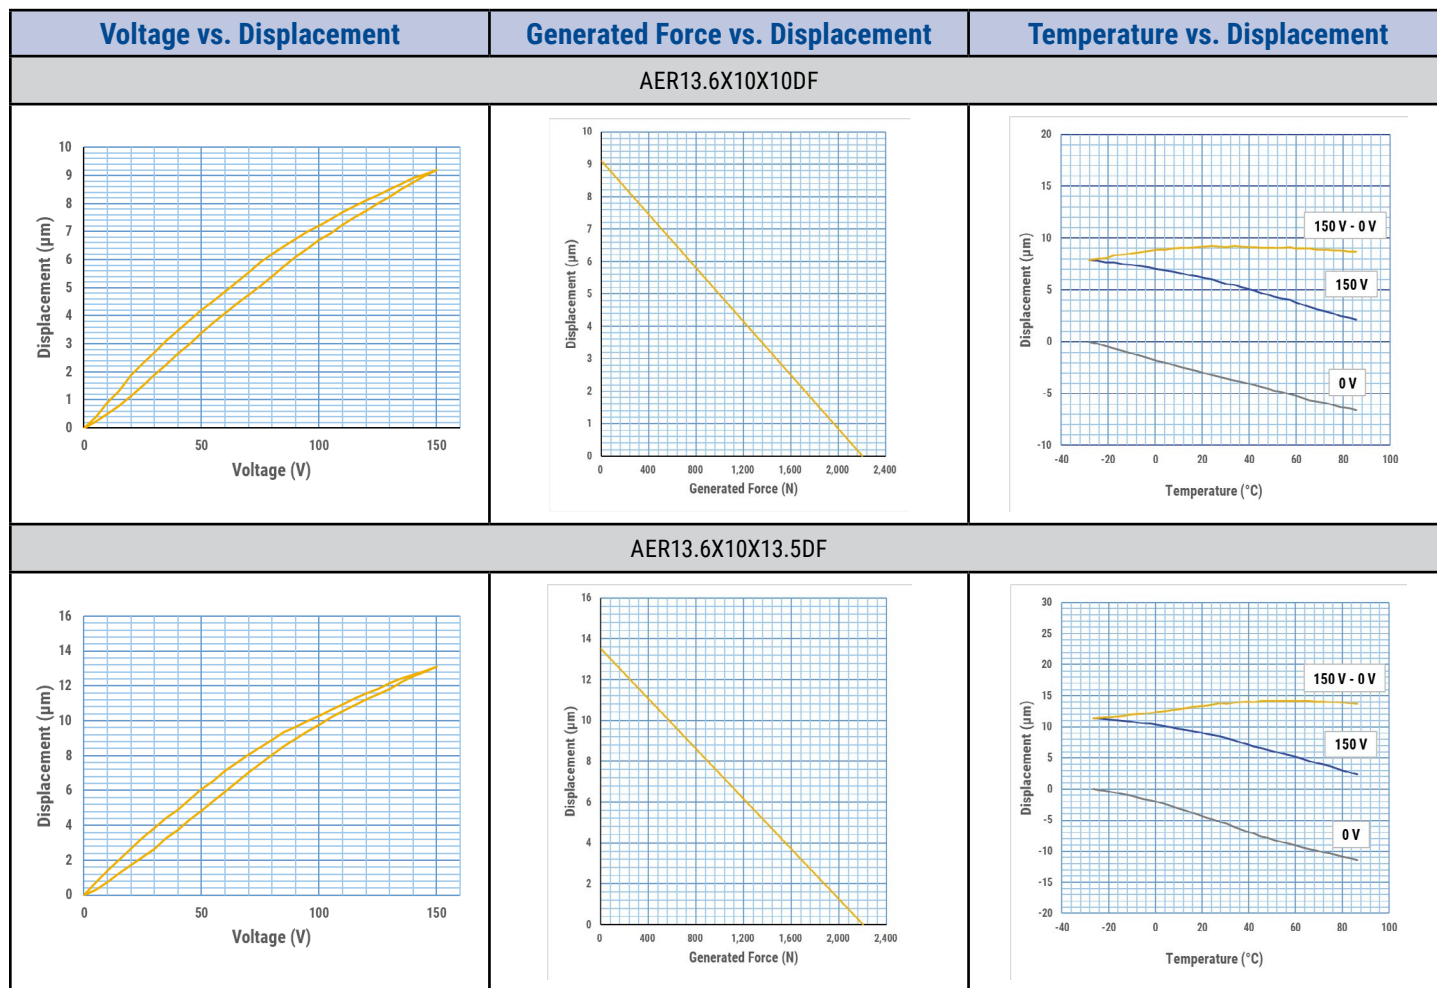 Voltage vs. Displacement
Generated Force vs. Displacement
Temperature vs. Displacement
AER13.6X10X10DF
10
9
8
7
6
5
4
3
2
1
0
Displacement (µm)
0 50 100 150
Voltage (V)
10
9
8
7
6
5
4
3
2
1
0
Displacement (µm)
0 400 800 1,200 1,600 2,000 2,400
Generated Force (N)
20
15
10
5
0
-5
-10
Displacement (µm)
150 V - 0 V
150 V
0 V
-40 -20 0 20 40 60 80 100
Temperature (°C)
AER13.6X10X13.5DF
16
14
12
10
8
6
4
2
0
Displacement (µm)
0 50 100 150
Voltage (V)
16
14
12
10
8
6
4
2
0
Displacement (µm)
0 400 800 1,200 1,600 2,000 2,400
Generated Force (N)
30
25
20
15
10
5
0
-5
-10
-15
-20
Displacement (µm)
150 V - 0 V
150 V
0 V
-40 -20 0 20 40 60 80 100
Temperature (°C)